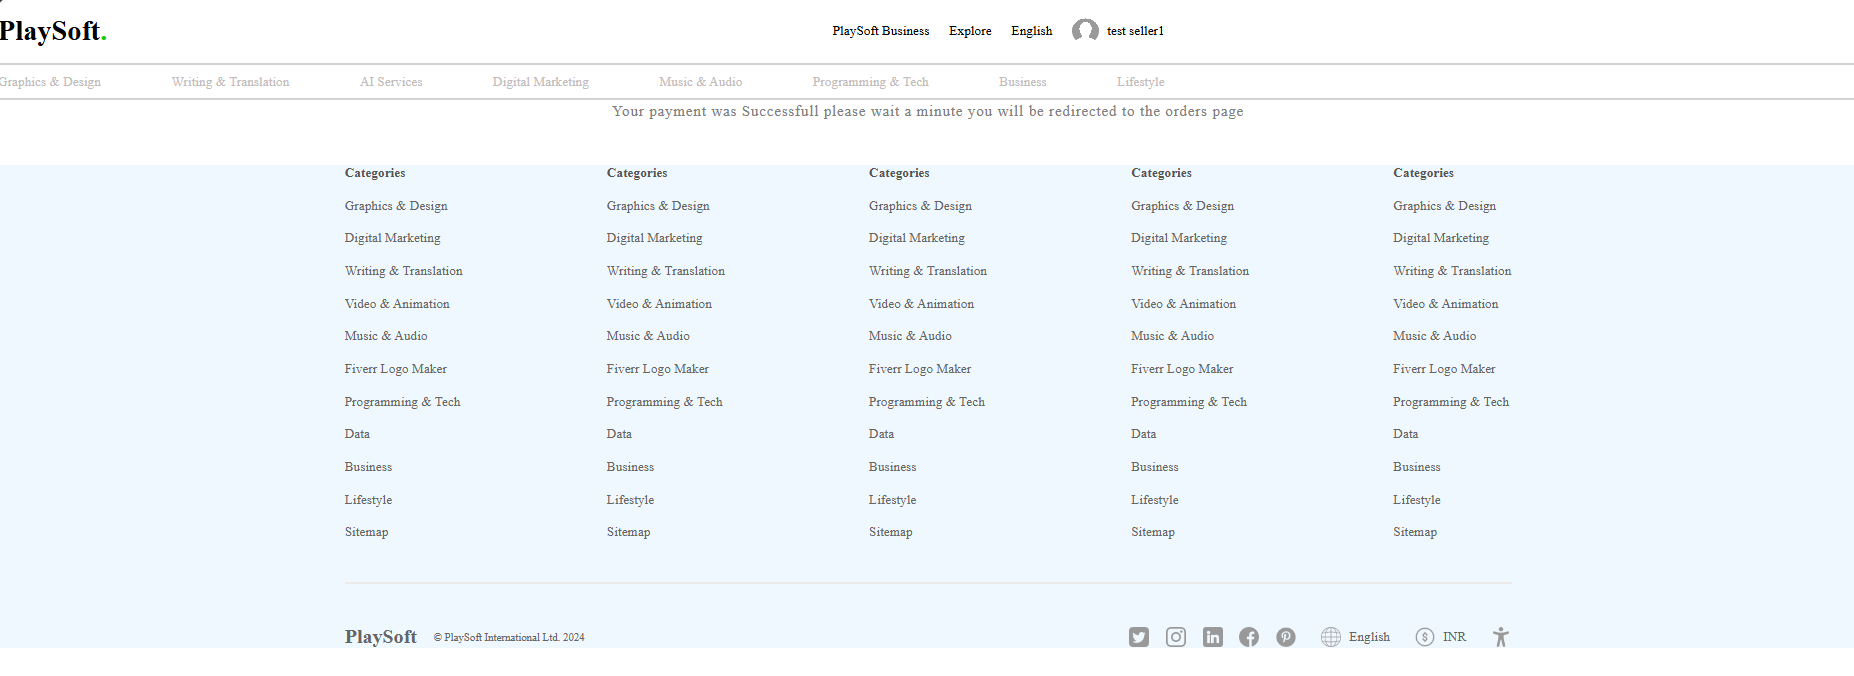 PlaySoft.
PlaySoft Business Explore English test seller1
Graphics & Design Writing & Translation AI Services Digital Marketing Music & Audio Programming & Tech Business Lifestyle
Your payment was Successfull please wait a minute you will be redirected to the orders page
Categories Categories Categories Categories Categories
Graphics & Design Graphics & Design Graphics & Design Graphics & Design Graphics & Design
Digital Marketing Digital Marketing Digital Marketing Digital Marketing Digital Marketing
Writing & Translation Writing & Translation Writing & Translation Writing & Translation Writing & Translation
Video & Animation Video & Animation Video & Animation Video & Animation Video & Animation
Music & Audio Music & Audio Music & Audio Music & Audio Music & Audio
Fiverr Logo Maker Fiverr Logo Maker Fiverr Logo Maker Fiverr Logo Maker Fiverr Logo Maker
Programming & Tech Programming & Tech Programming & Tech Programming & Tech Programming & Tech
Data Data Data Data Data
Business Business Business Business Business
Lifestyle Lifestyle Lifestyle Lifestyle Lifestyle
Sitemap Sitemap Sitemap Sitemap Sitemap
PlaySoft © PlaySoft International Ltd. 2024 English $ INR